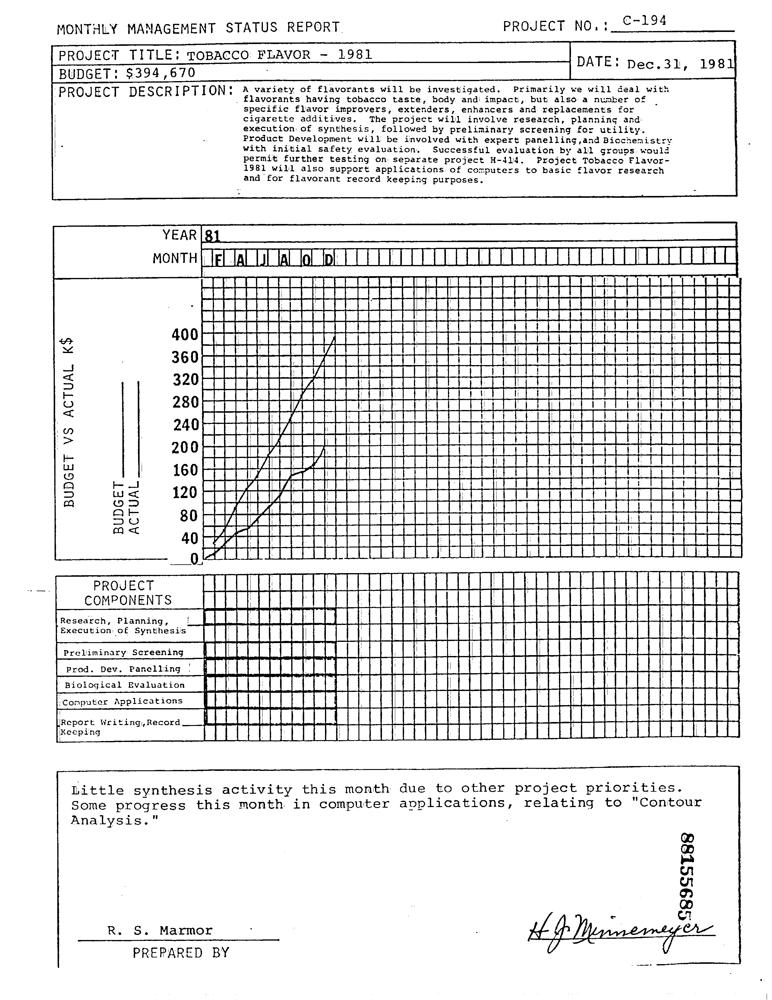 MONTHLY MANAGEMENT STATUS REPORT
PROJECT NO.: C-194
PROJECT TITLE: TOBACCO FLAVOR - 1981
DATE: Dec.31, 1981
BUDGET: $394,670
PROJECT DESCRIPTION: A variety of flavorants will be investigated. Primarily we will deal with
flavorants having tobacco taste, body and impact, but also a number of
specific flavor improvers, extenders, enhancers and replacements for
cigarette additives. The project will involve research, planning and
execution of synthesis, followed by preliminary screening for utility.
Product Development will be involved with expert panelling,and Biochemistry
with initial safety evaluation. Successful evaluation by all groups would
permit further testing on separate project H-414. Project Tobacco Flavor-
1981 will also support applications of computers to basic flavor research
and for flavorant record keeping purposes.
YEAR 81
MONTH F A J A O D
BUDGET VS ACTUAL K$
BUDGET
ACTUAL
400
360
320
280
240
200
160
120
80
40
0
PROJECT
COMPONENTS
Research, Planning,
Execution of Synthesis
Preliminary Screening
Prod. Dev. Panelling
Biological Evaluation
Computer Applications
Report Writing,Record
Keeping
Little synthesis activity this month due to other project priorities.
Some progress this month in computer applications, relating to "Contour
Analysis."
88155685
R. S. Marmor
H J Minnemeyer
PREPARED BY